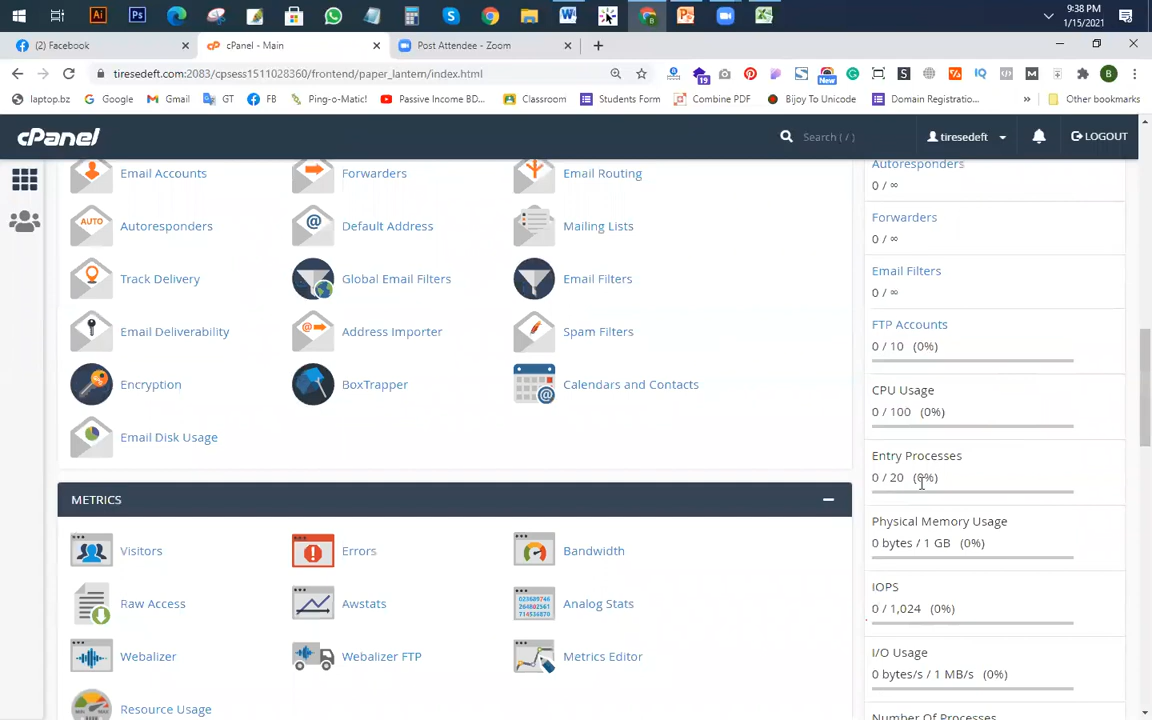 9:38 PM
1/15/2021
(2) Facebook
cPanel - Main
Post Attendee - Zoom
tiresedeft.com:2083/cpsess1511028360/frontend/paper_lantern/index.html
laptop.bz
Google
Gmail
GT
FB
Ping-o-Matic!
Passive Income BD...
Classroom
Students Form
Combine PDF
Bijoy To Unicode
Domain Registratio...
Other bookmarks
cPanel
Search ( / )
tiresedeft
LOGOUT
Email Accounts
Forwarders
Email Routing
Autoresponders
Default Address
Mailing Lists
Track Delivery
Global Email Filters
Email Filters
Email Deliverability
Address Importer
Spam Filters
Encryption
BoxTrapper
Calendars and Contacts
Email Disk Usage
METRICS
Visitors
Errors
Bandwidth
Raw Access
Awstats
Analog Stats
Webalizer
Webalizer FTP
Metrics Editor
Resource Usage
Autoresponders
0 / ∞
Forwarders
0 / ∞
Email Filters
0 / ∞
FTP Accounts
0 / 10 (0%)
CPU Usage
0 / 100 (0%)
Entry Processes
0 / 20 (0%)
Physical Memory Usage
0 bytes / 1 GB (0%)
IOPS
0 / 1,024 (0%)
I/O Usage
0 bytes/s / 1 MB/s (0%)
Number Of Processes